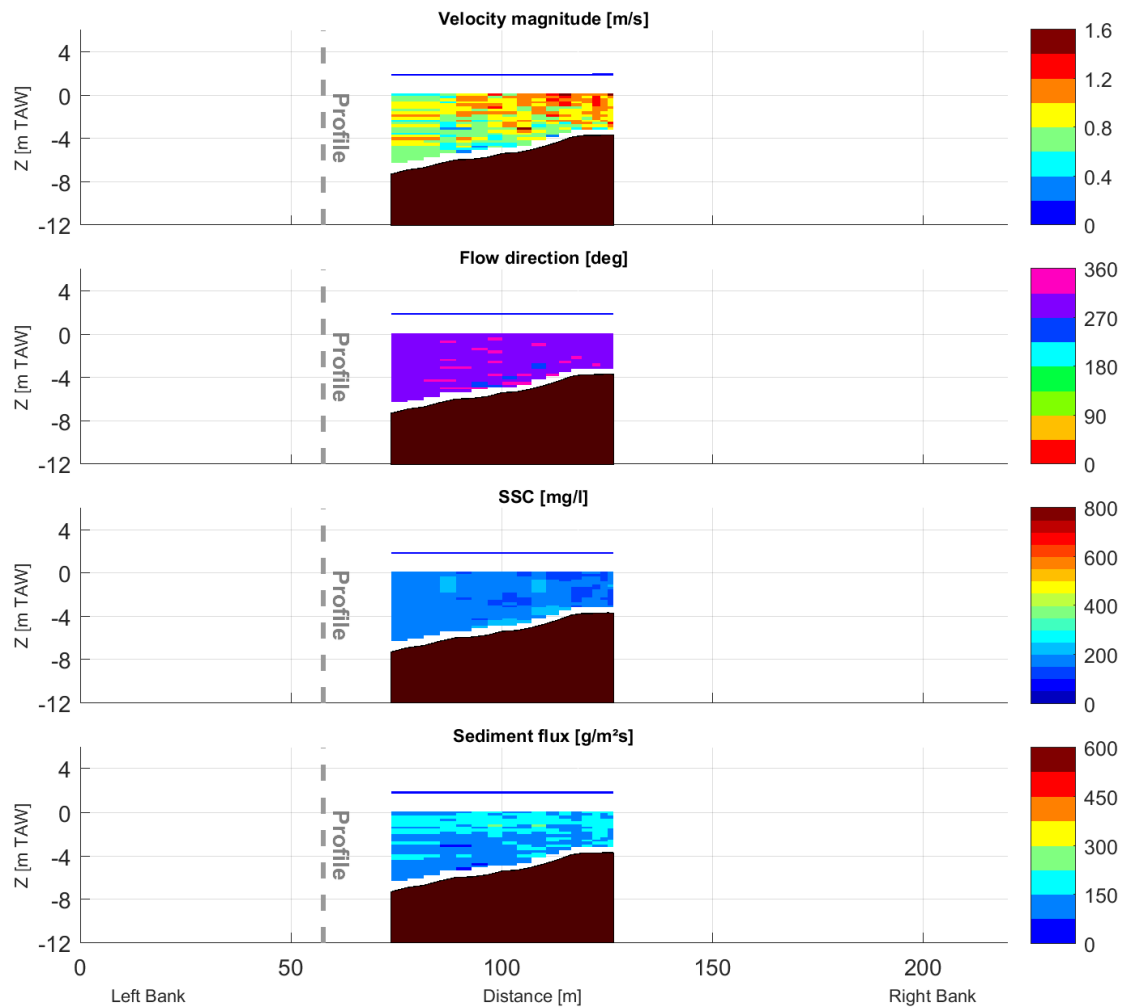 Velocity magnitude [m/s]
Z [m TAW]
4
0
-4
-8
-12
Profile
1.6
1.2
0.8
0.4
0
Flow direction [deg]
Z [m TAW]
4
0
-4
-8
-12
Profile
360
270
180
90
0
SSC [mg/l]
Z [m TAW]
4
0
-4
-8
-12
Profile
800
600
400
200
0
Sediment flux [g/m²s]
Z [m TAW]
4
0
-4
-8
-12
Profile
600
450
300
150
0
0 50 100 150 200
Left Bank Distance [m] Right Bank